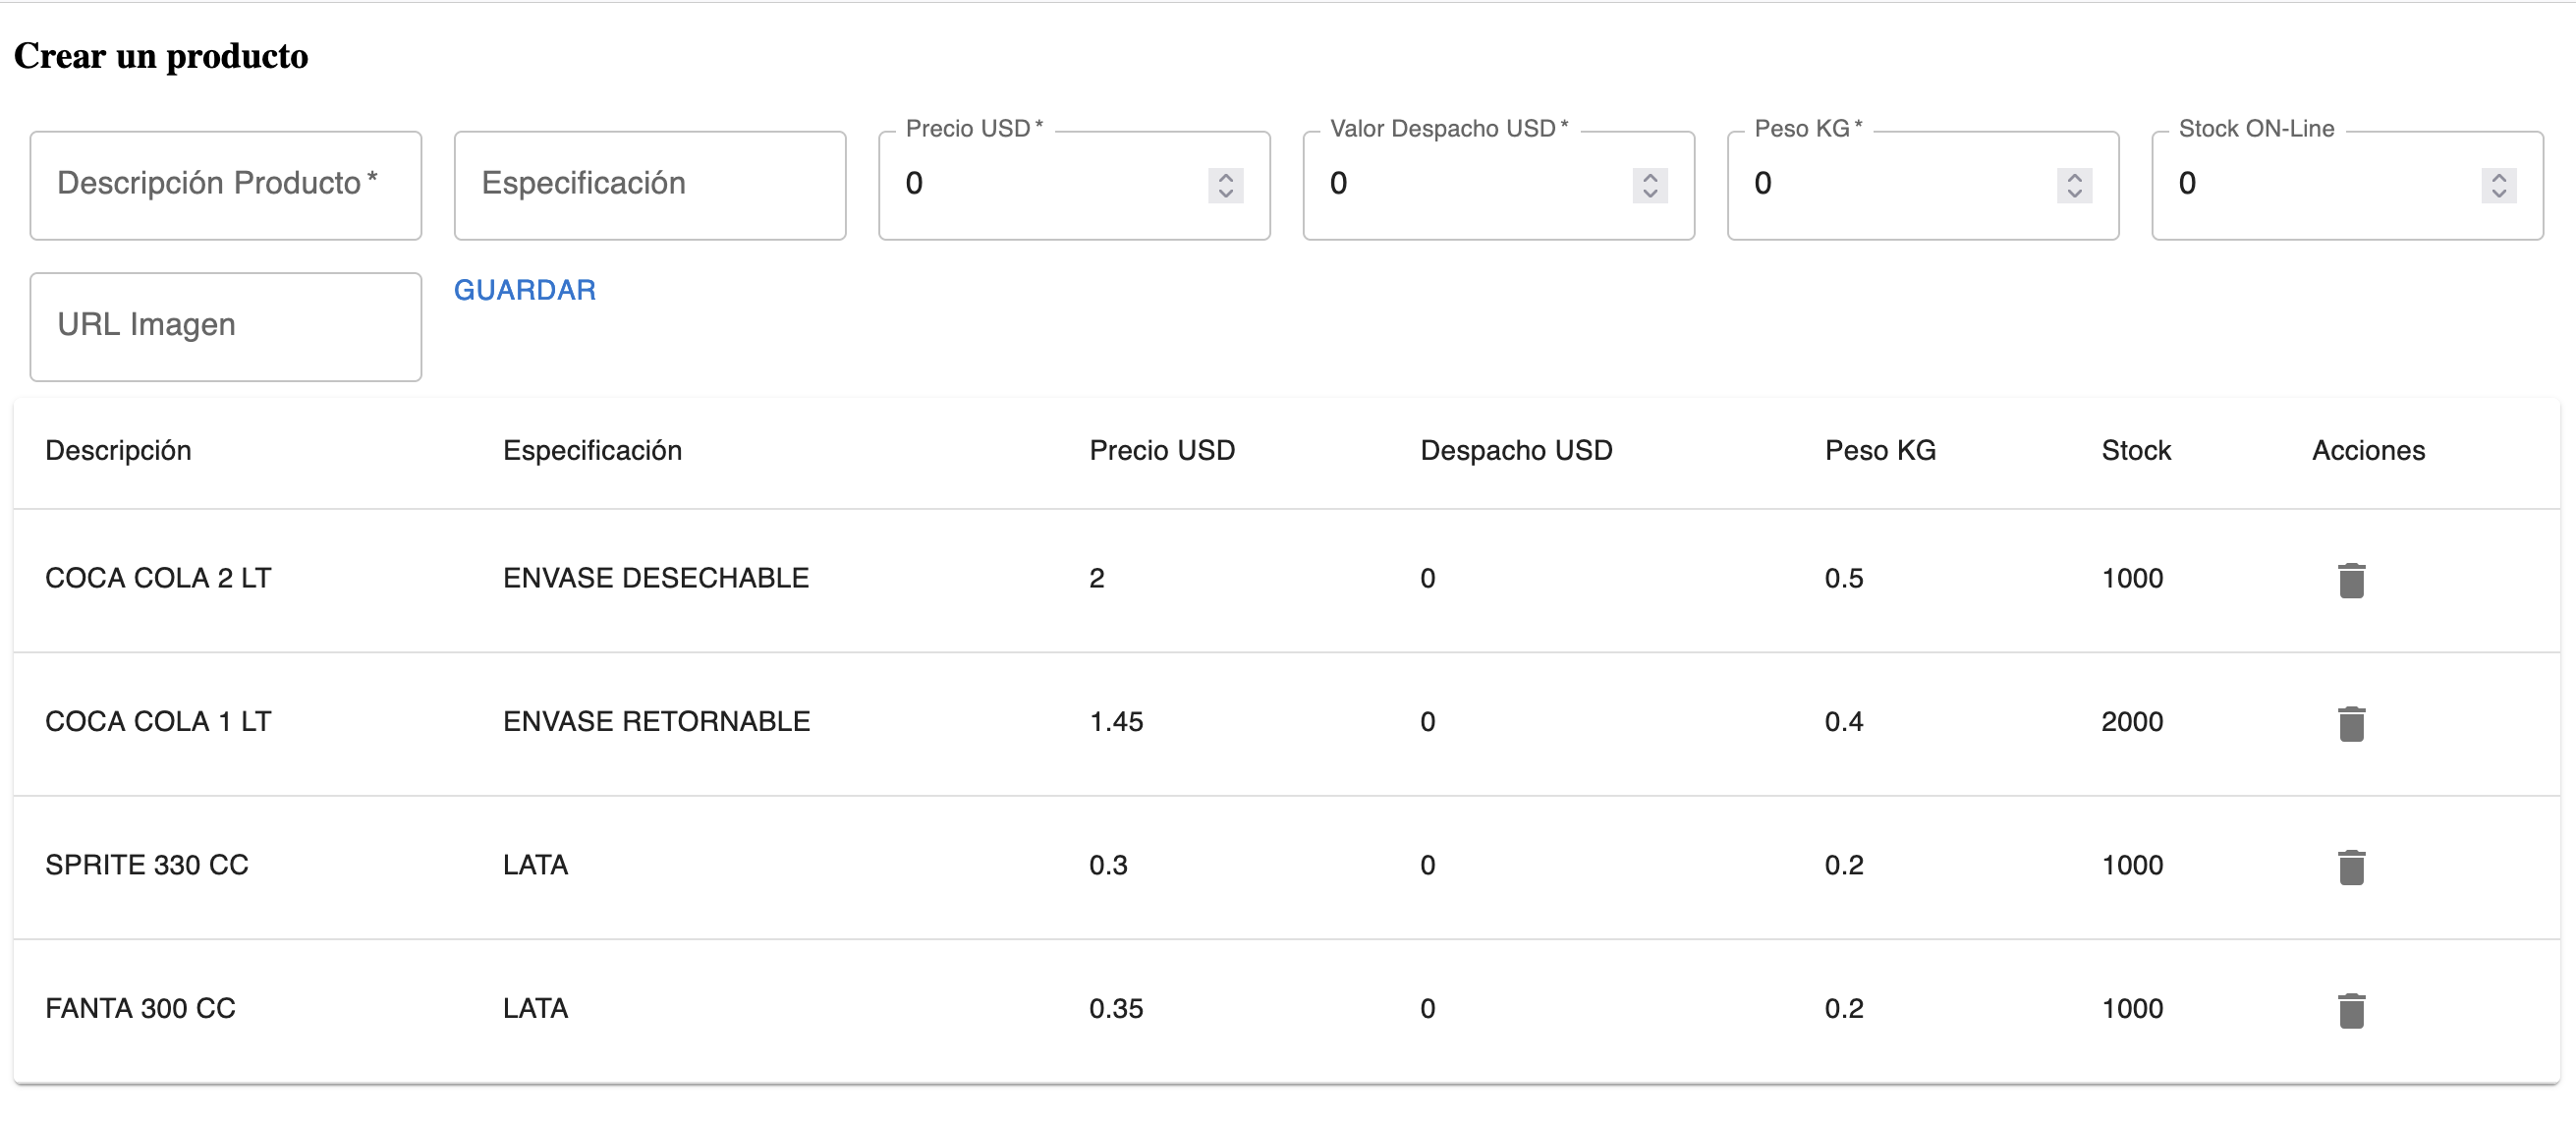 Crear un producto
Descripción Producto *
Especificación
Precio USD *
0
Valor Despacho USD *
0
Peso KG *
0
Stock ON-Line
0
URL Imagen
GUARDAR
Descripción Especificación Precio USD Despacho USD Peso KG Stock Acciones
COCA COLA 2 LT ENVASE DESECHABLE 2 0 0.5 1000
COCA COLA 1 LT ENVASE RETORNABLE 1.45 0 0.4 2000
SPRITE 330 CC LATA 0.3 0 0.2 1000
FANTA 300 CC LATA 0.35 0 0.2 1000